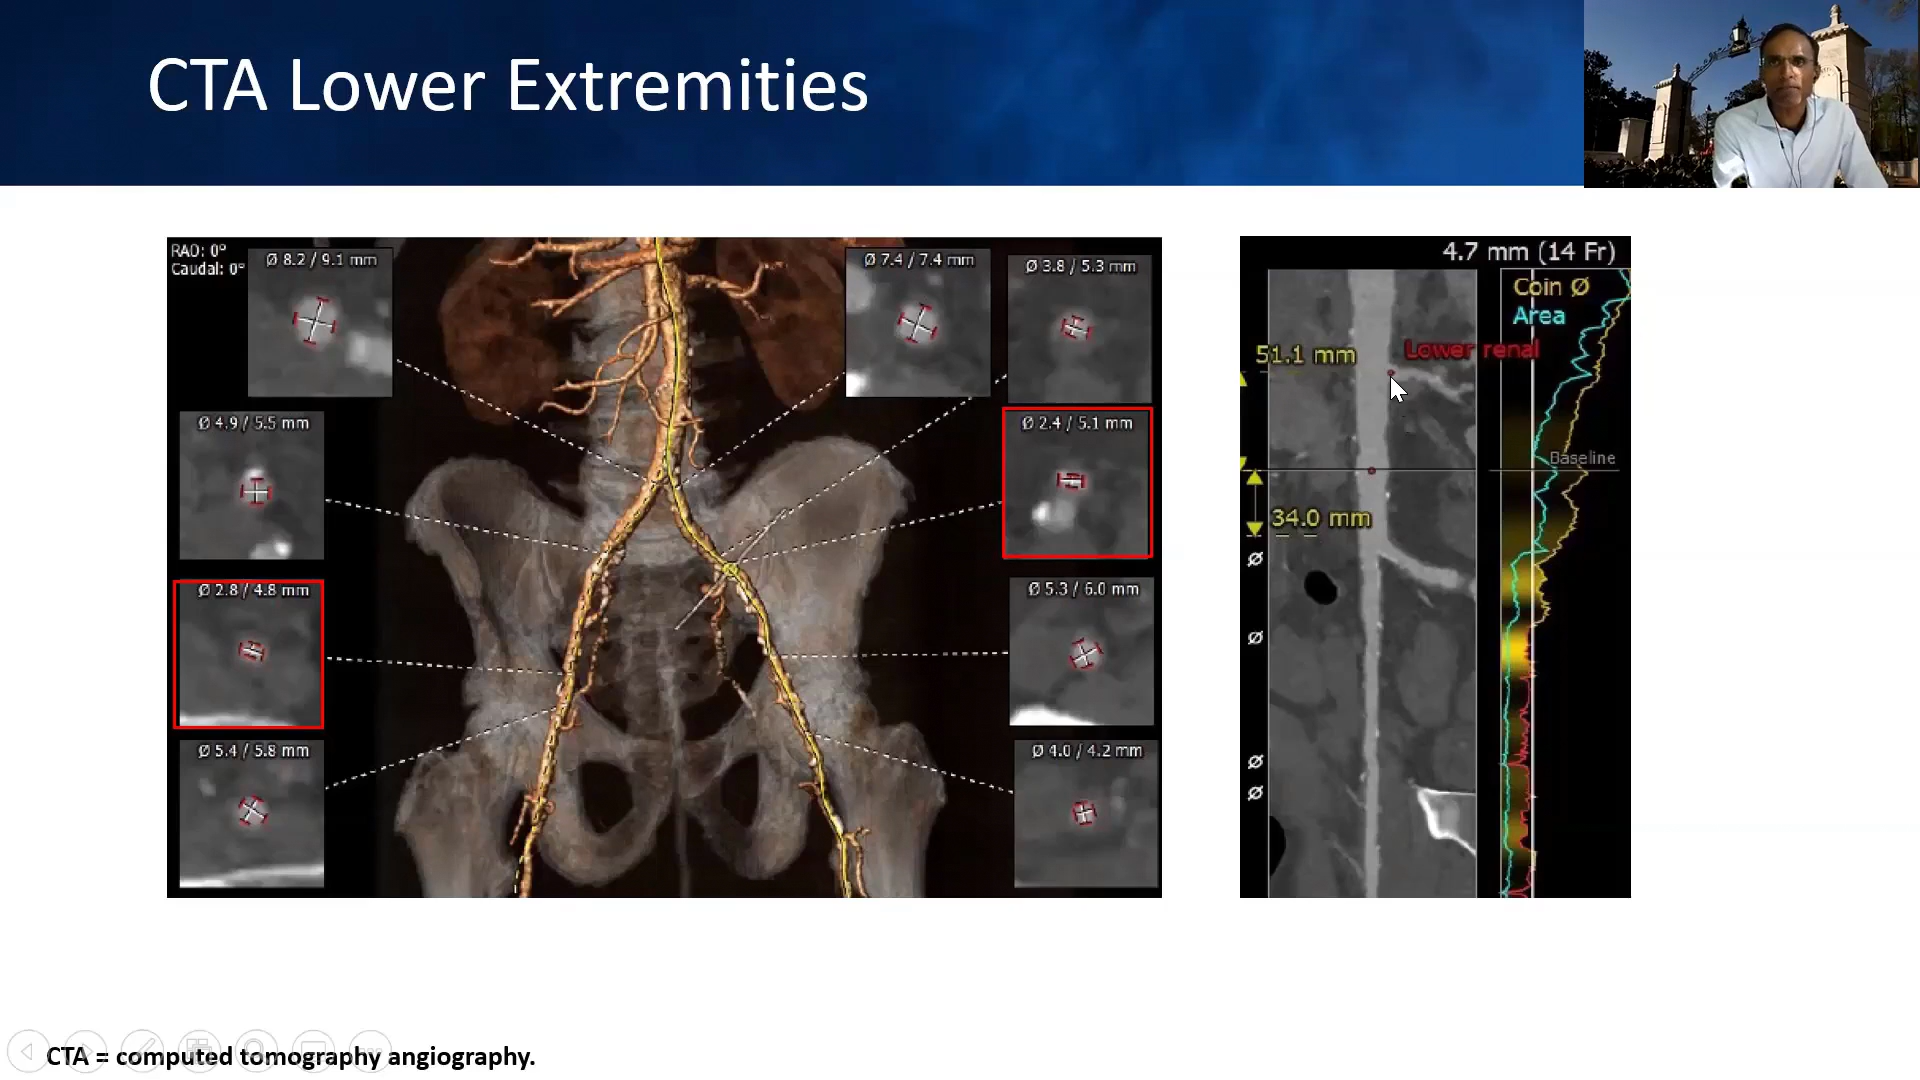 CTA Lower Extremities
RAO: 0°
Caudal: 0°
Ø 8.2 / 9.1 mm
Ø 7.4 / 7.4 mm
Ø 3.8 / 5.3 mm
Ø 4.9 / 5.5 mm
Ø 2.4 / 5.1 mm
Ø 2.8 / 4.8 mm
Ø 5.3 / 6.0 mm
Ø 5.4 / 5.8 mm
Ø 4.0 / 4.2 mm
4.7 mm (14 Fr)
Coin Ø
Area
51.1 mm
Lower renal
Baseline
34.0 mm
Ø
Ø
Ø
Ø
CTA = computed tomography angiography.